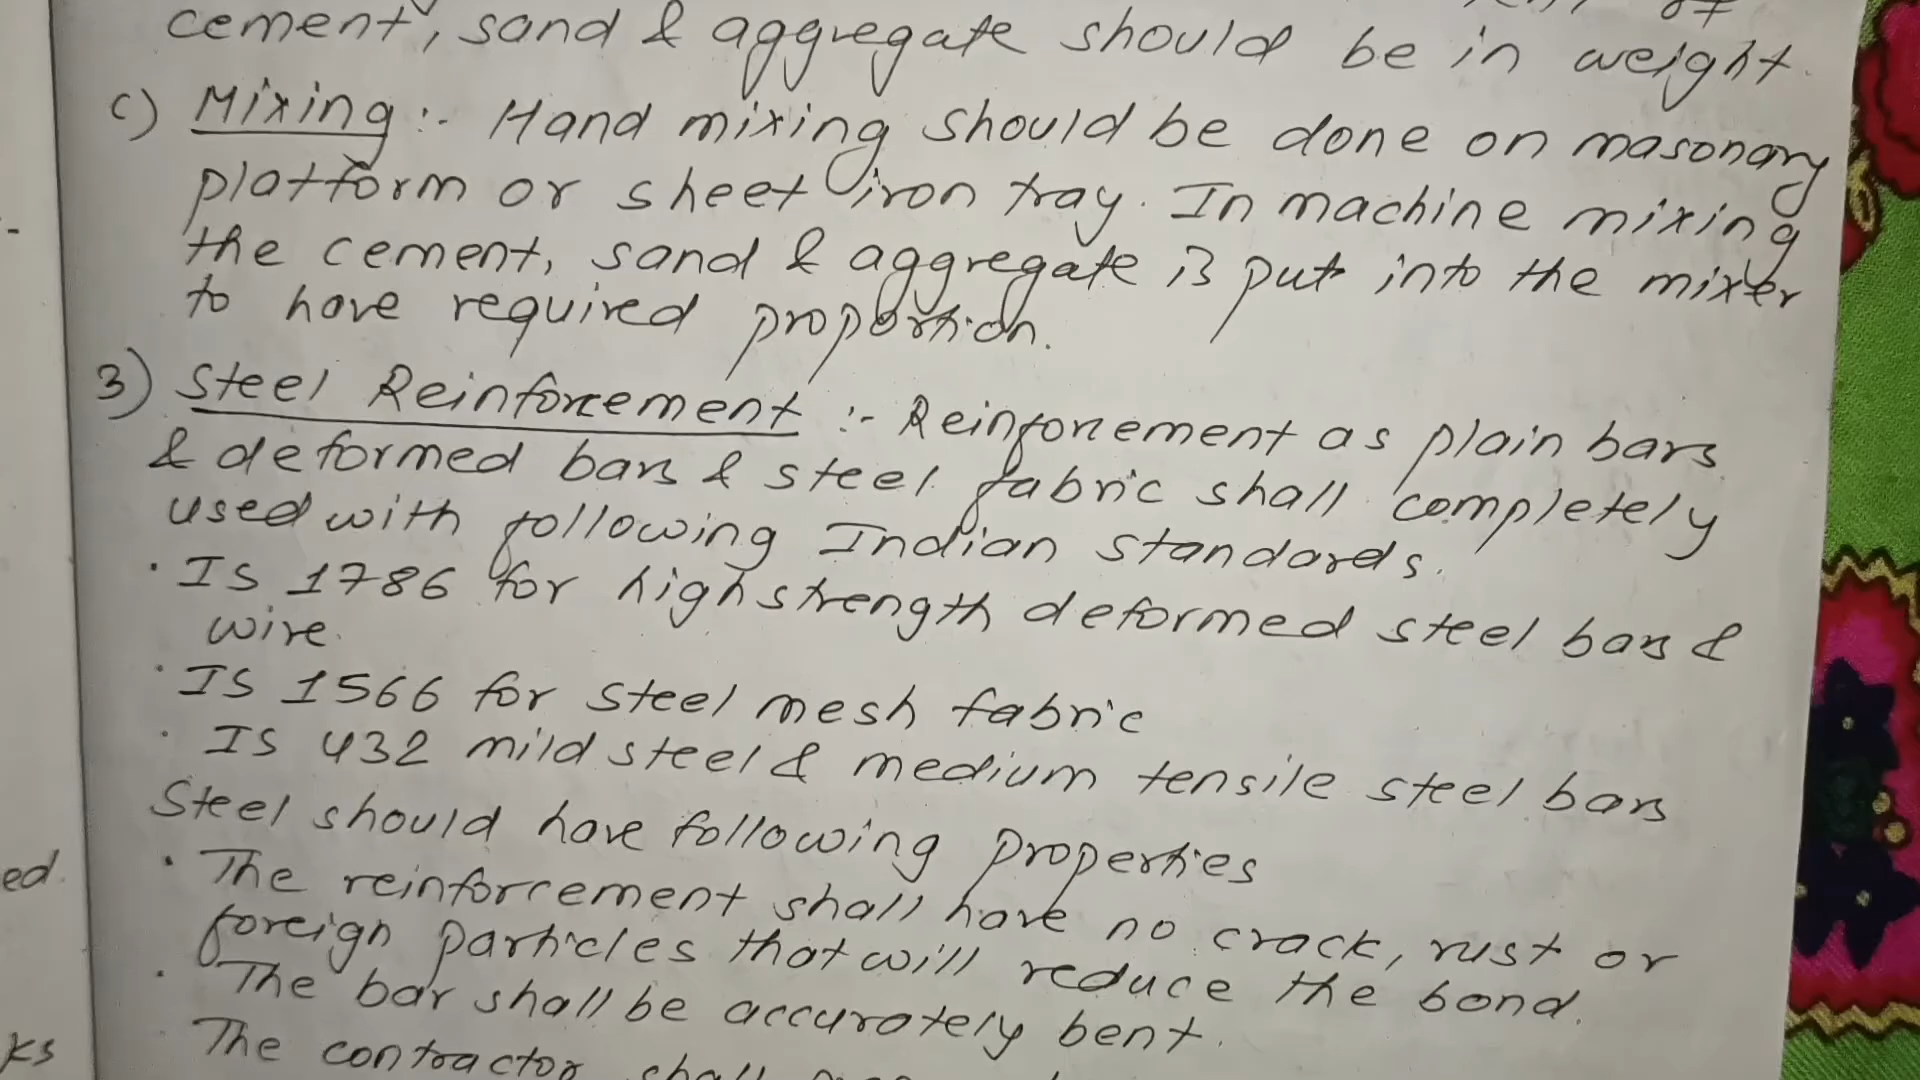 cement, sand & aggregate should be in weight.
c) Mixing :- Hand mixing should be done on masonary
platform or sheet iron tray. In machine mixing
the cement, sand & aggregate is put into the mixer
to have required proportion.
3) Steel Reinforcement :- Reinforcement as plain bars
& deformed bars & steel fabric shall completely
used with following Indian standards.
· IS 1786 for high strength deformed steel bars &
wire.
· IS 1566 for steel mesh fabric
· IS 432 mild steel & medium tensile steel bars
Steel should have following properties
· The reinforcement shall have no crack, rust or
foreign particles that will reduce the bond.
· The bar shall be accurately bent.
The contractor shall
ed.
ks